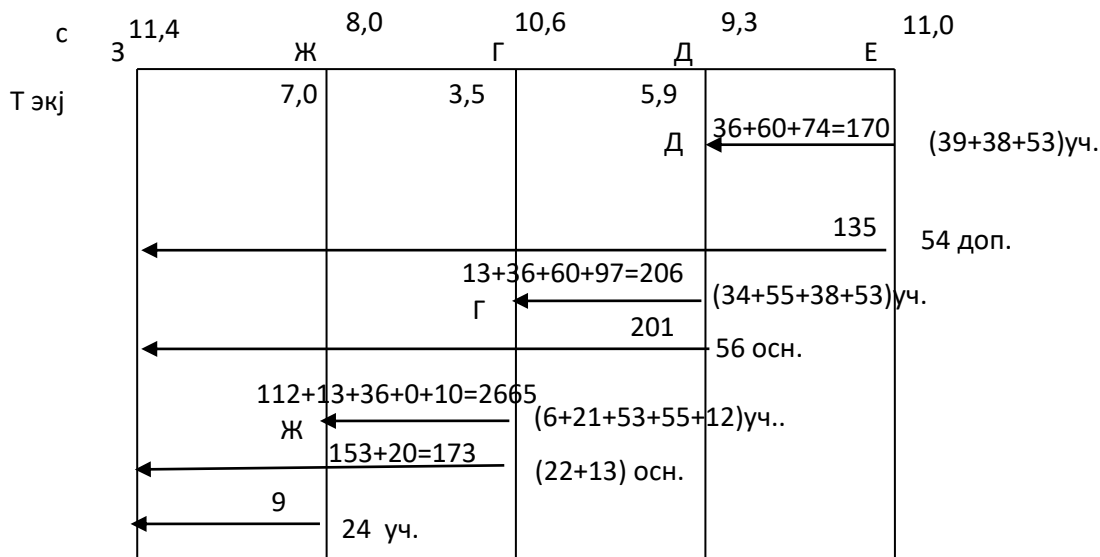 с 11,4 8,0 10,6 9,3 11,0
З Ж Г Д Е
Т экј 7,0 3,5 5,9
36+60+74=170
Д (39+38+53)уч.
135 54 доп.
13+36+60+97=206
Г (34+55+38+53)уч.
201 56 осн.
112+13+36+0+10=2665
Ж (6+21+53+55+12)уч..
153+20=173 (22+13) осн.
9 24 уч.